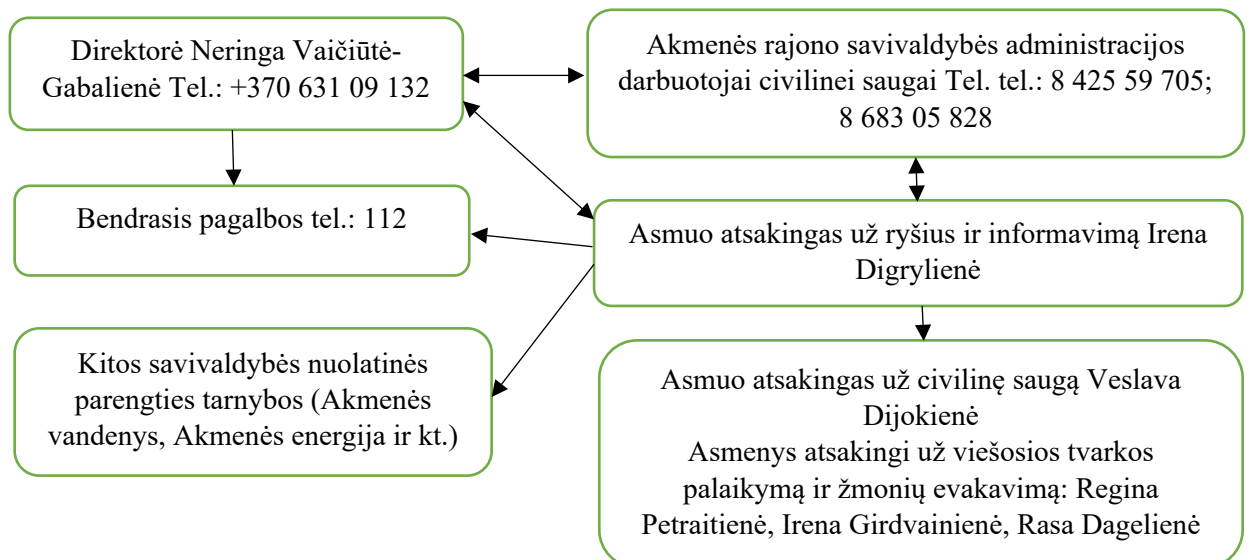 Direktorė Neringa Vaičiūtė-
Gabalienė Tel.: +370 631 09 132
Akmenės rajono savivaldybės administracijos
darbuotojai civilinei saugai Tel. tel.: 8 425 59 705;
8 683 05 828
Bendrasis pagalbos tel.: 112
Asmuo atsakingas už ryšius ir informavimą Irena
Digrylienė
Kitos savivaldybės nuolatinės
parengties tarnybos (Akmenės
vandenys, Akmenės energija ir kt.)
Asmuo atsakingas už civilinę saugą Veslava
Dijokienė
Asmenys atsakingi už viešosios tvarkos
palaikymą ir žmonių evakavimą: Regina
Petraitienė, Irena Girdvainienė, Rasa Dagelienė